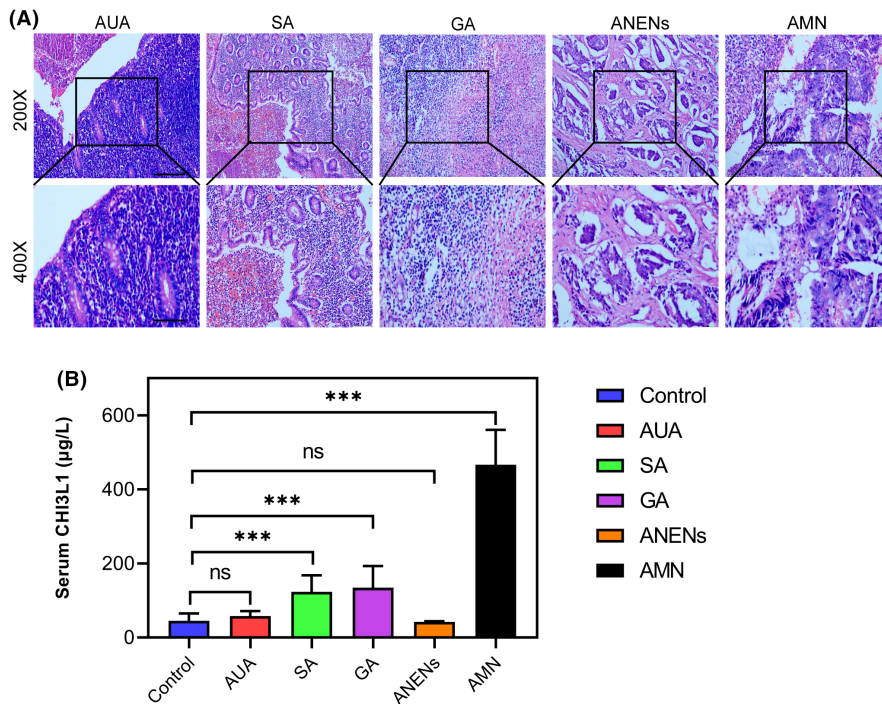 (A)
AUA SA GA ANENs AMN
200X
400X
(B)
Serum CHI3L1 (µg/L)
600
400
200
0
***
ns
***
***
ns
Control AUA SA GA ANENs AMN
Control
AUA
SA
GA
ANENs
AMN